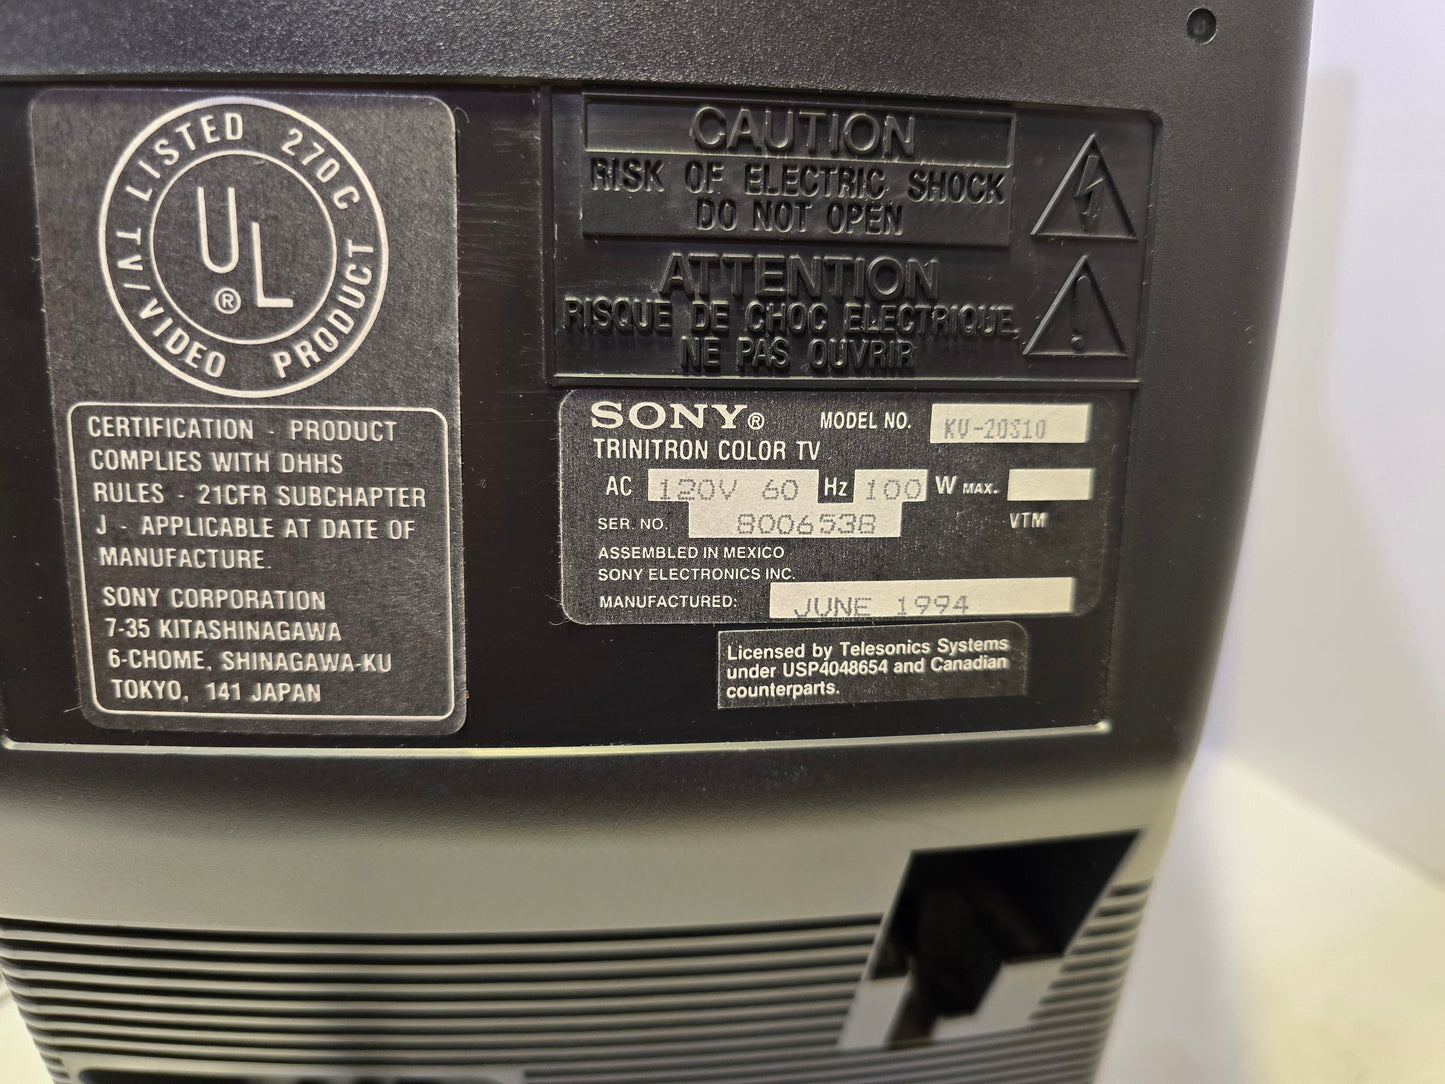 LISTED 270C
TV/VIDEO PRODUCT
UL®
CERTIFICATION - PRODUCT
COMPLIES WITH DHHS
RULES - 21CFR SUBCHAPTER
J - APPLICABLE AT DATE OF
MANUFACTURE.
SONY CORPORATION
7-35 KITASHINAGAWA
6-CHOME, SHINAGAWA-KU
TOKYO, 141 JAPAN
CAUTION
RISK OF ELECTRIC SHOCK
DO NOT OPEN
ATTENTION
RISQUE DE CHOC ELECTRIQUE.
NE PAS OUVRIR
SONY® MODEL NO. KV-20S10
TRINITRON COLOR TV
AC 120V 60 Hz 100 W MAX.
SER. NO. 8006538 VTM
ASSEMBLED IN MEXICO
SONY ELECTRONICS INC.
MANUFACTURED: JUNE 1994
Licensed by Telesonics Systems
under USP4048654 and Canadian
counterparts.